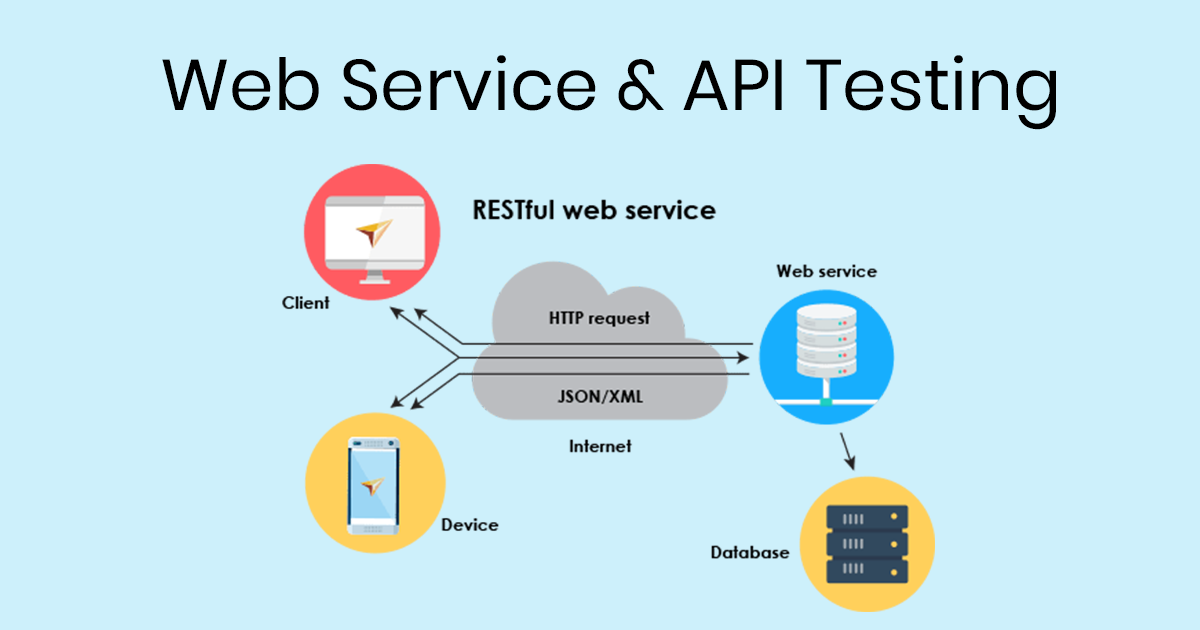 Web Service & API Testing
RESTful web service
Web service
Client
HTTP request
JSON/XML
Internet
Device
Database